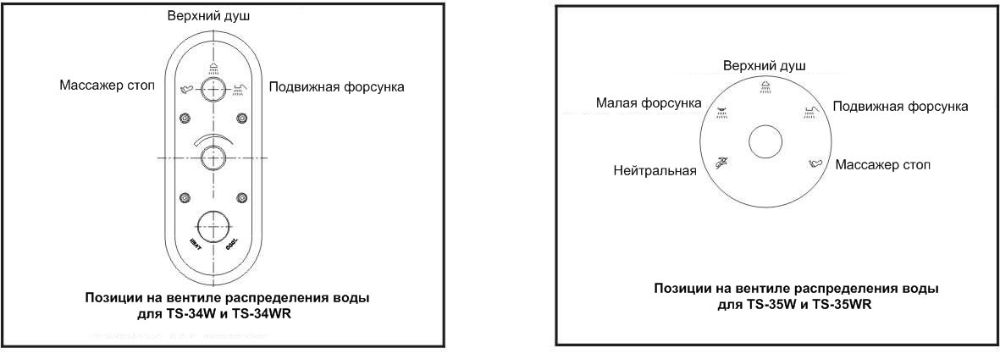 Верхний душ
Массажер стоп
Подвижная форсунка
HEAT
COOL
Позиции на вентиле распределения воды
для TS-34W и TS-34WR
Верхний душ
Малая форсунка
Подвижная форсунка
Нейтральная
Массажер стоп
Позиции на вентиле распределения воды
для TS-35W и TS-35WR